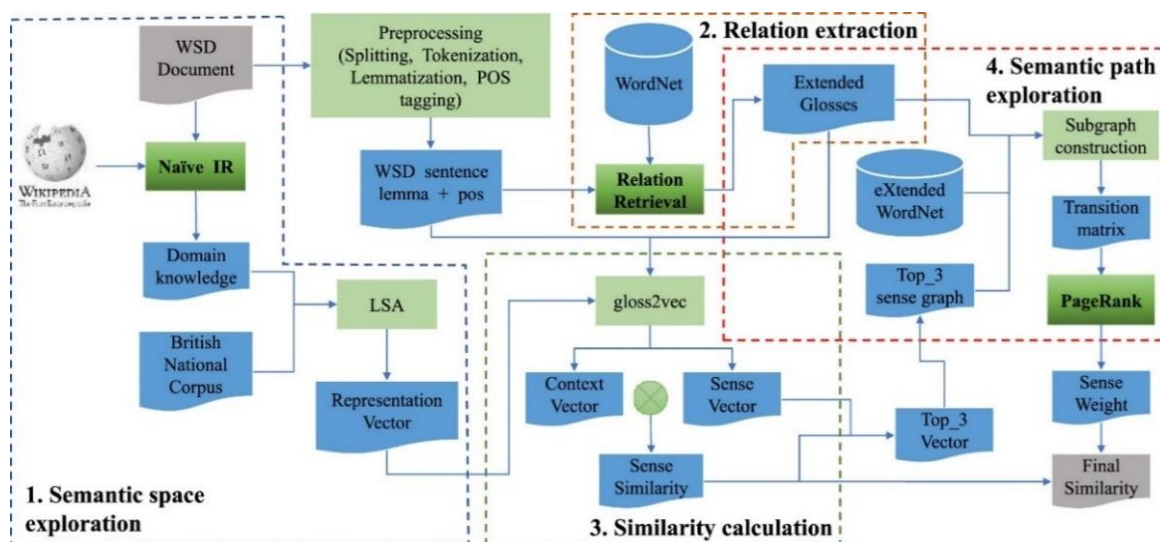 WSD
Document
Preprocessing
(Splitting, Tokenization,
Lemmatization, POS
tagging)
WIKIPEDIA
The Free Encyclopedia
Naïve IR
WSD sentence
lemma + pos
Domain
knowledge
British
National
Corpus
LSA
Representation
Vector
1. Semantic space
exploration
2. Relation extraction
WordNet
Extended
Glosses
Relation
Retrieval
gloss2vec
Context
Vector
Sense
Vector
Sense
Similarity
3. Similarity calculation
4. Semantic path
exploration
Subgraph
construction
eXtended
WordNet
Transition
matrix
Top_3
sense graph
PageRank
Sense
Weight
Top_3
Vector
Final
Similarity